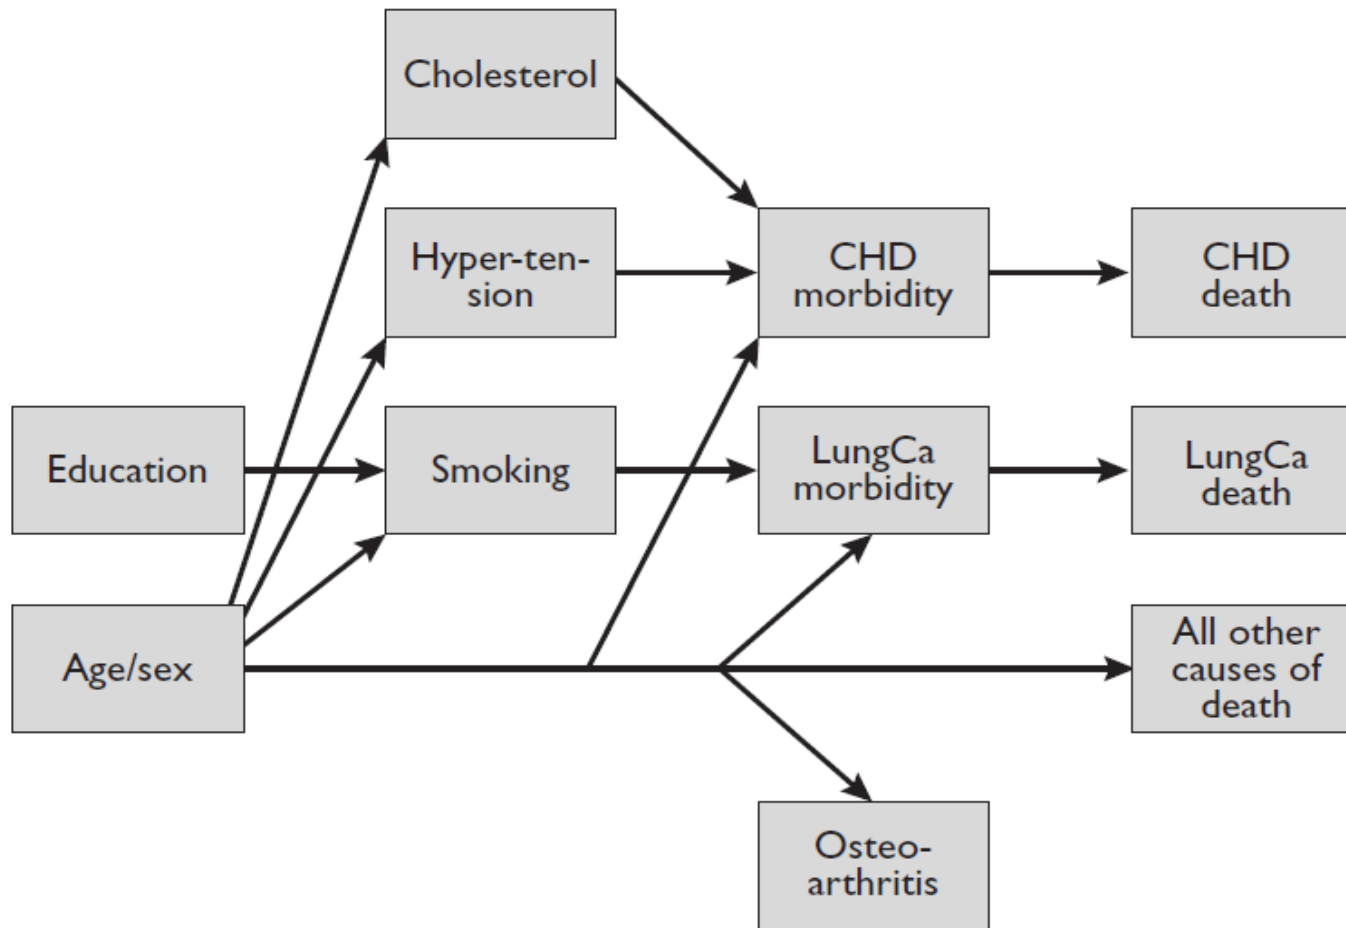 Cholesterol
Hyper-ten-
sion
CHD
morbidity
CHD
death
Education
Smoking
LungCa
morbidity
LungCa
death
Age/sex
All other
causes of
death
Osteo-
arthritis